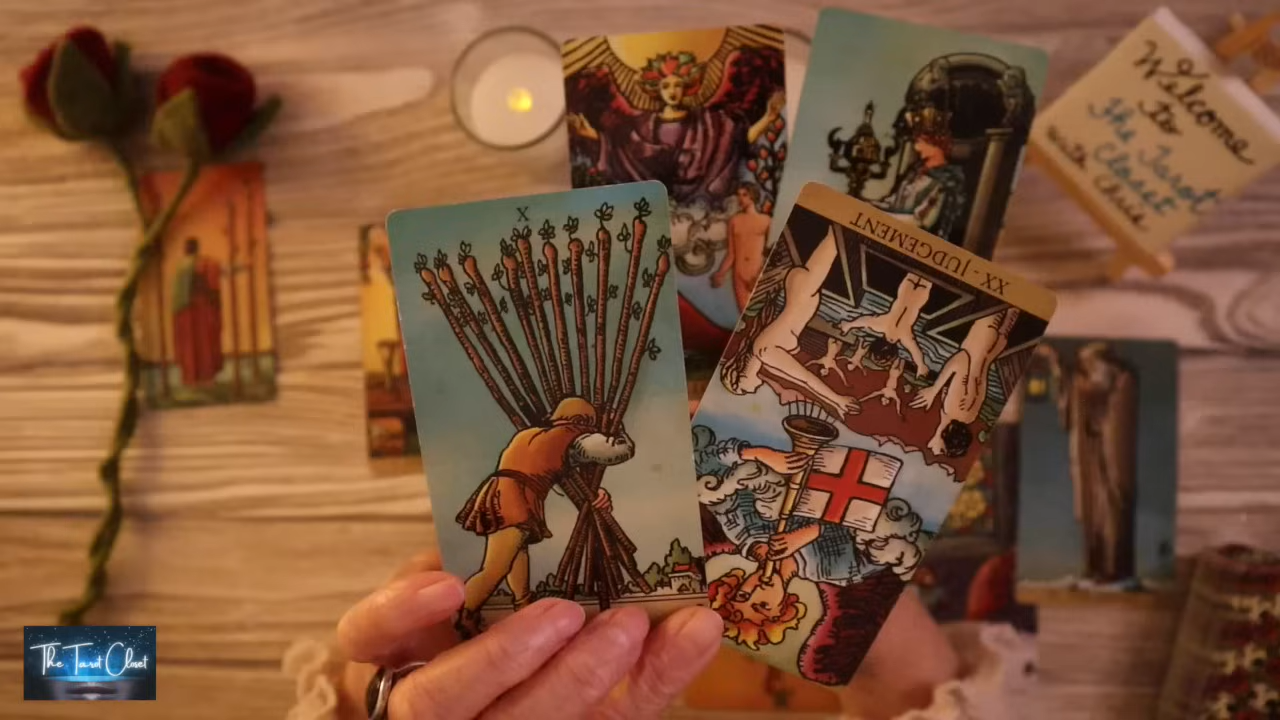 X
XX - JUDGEMENT
Welcome
To
The Tarot
Closet
with Chris
The Tarot Closet